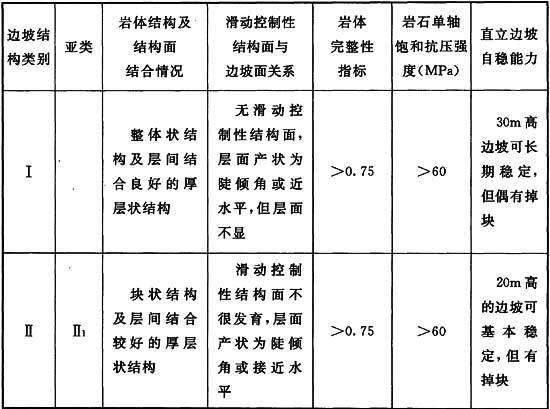 边坡结
构类别
亚类
岩体结构及
结构面
结合情况
滑动控制性
结构面与
边坡面关系
岩体
完整性
指标
岩石单轴
饱和抗压强
度(MPa)
直立边坡
自稳能力
Ⅰ
整体状结
构及层间结
合良好的厚
层状结构
无滑动控
制性结构面，
层面产状为
陡倾角或近
水平，但层面
不显
>0.75
>60
30m高
边坡可长
期稳定，
但偶有掉
块
Ⅱ
Ⅱ₁
块状结构
及层间结合
较好的厚层
状结构
滑动控制
性结构面不
很发育，层面
产状为陡倾
角或接近水
平
>0.75
>60
20m高
的边坡可
基本稳
定，但有
掉块